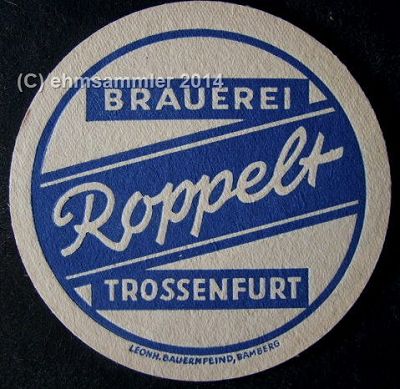 (C) ehmsammler 2014
BRAUEREI
Roppelt
TROSSENFURT
LEONH. BAUERNFEIND, BAMBERG